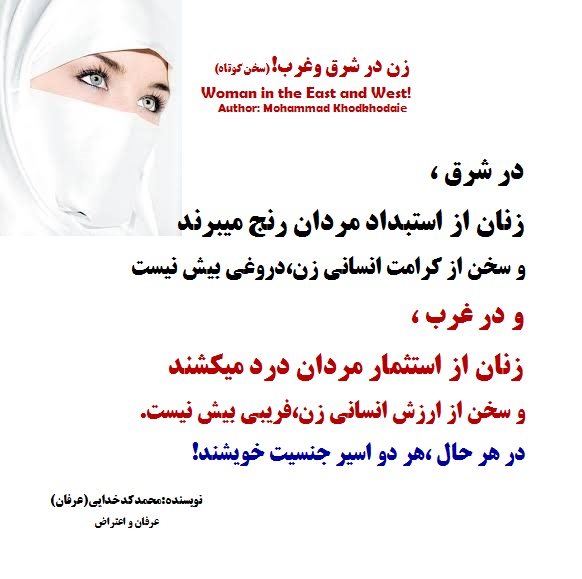 زن در شرق وغرب! (سخن کوتاه)
Woman in the East and West!
Author: Mohammad Khodkhodaie
در شرق ،
زنان از استبداد مردان رنج میبرند
و سخن از کرامت انسانی زن،دروغی بیش نیست
و در غرب ،
زنان از استثمار مردان درد میکشند
و سخن از ارزش انسانی زن،فریبی بیش نیست.
در هر حال ،هر دو اسیر جنسیت خویشند!
نویسنده:محمدکدخدایی(عرفان)
عرفان و اعتراض